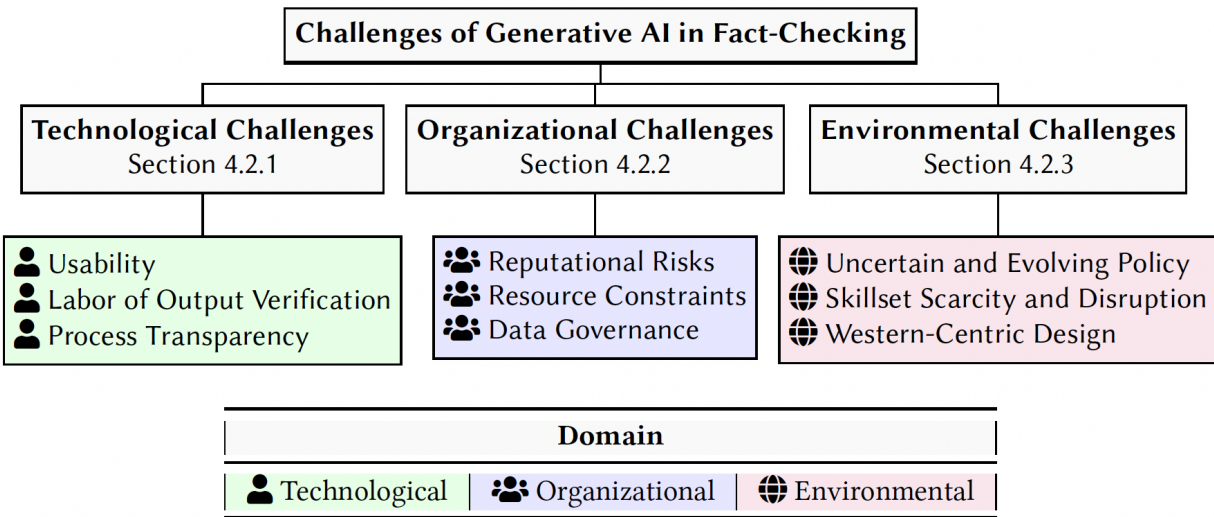 Challenges of Generative AI in Fact-Checking
Technological Challenges
Section 4.2.1
Organizational Challenges
Section 4.2.2
Environmental Challenges
Section 4.2.3
Usability
Labor of Output Verification
Process Transparency
Reputational Risks
Resource Constraints
Data Governance
Uncertain and Evolving Policy
Skillset Scarcity and Disruption
Western-Centric Design
Domain
Technological
Organizational
Environmental